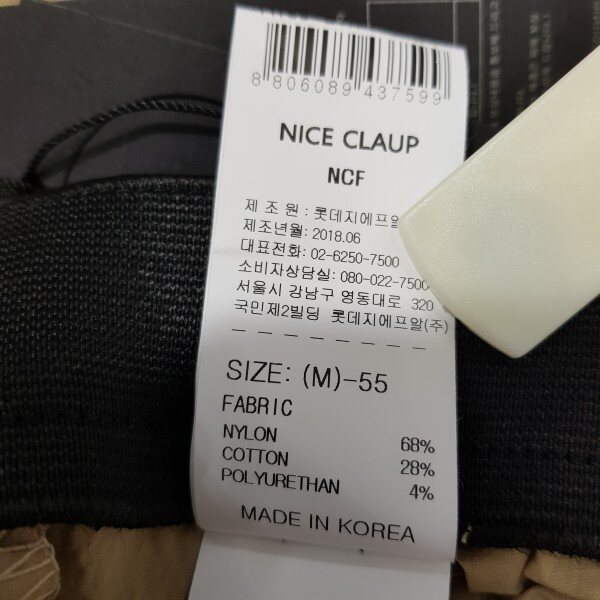 8 806089 437599
NICE CLAUP
NCF
제 조 원 : 롯데지에프알
제조년월: 2018.06
대표전화: 02-6250-7500
소비자상담실: 080-022-7500
서울시 강남구 영동대로 320
국민제2빌딩 롯데지에프알(주)
SIZE: (M)-55
FABRIC
NYLON 68%
COTTON 28%
POLYURETHAN 4%
MADE IN KOREA